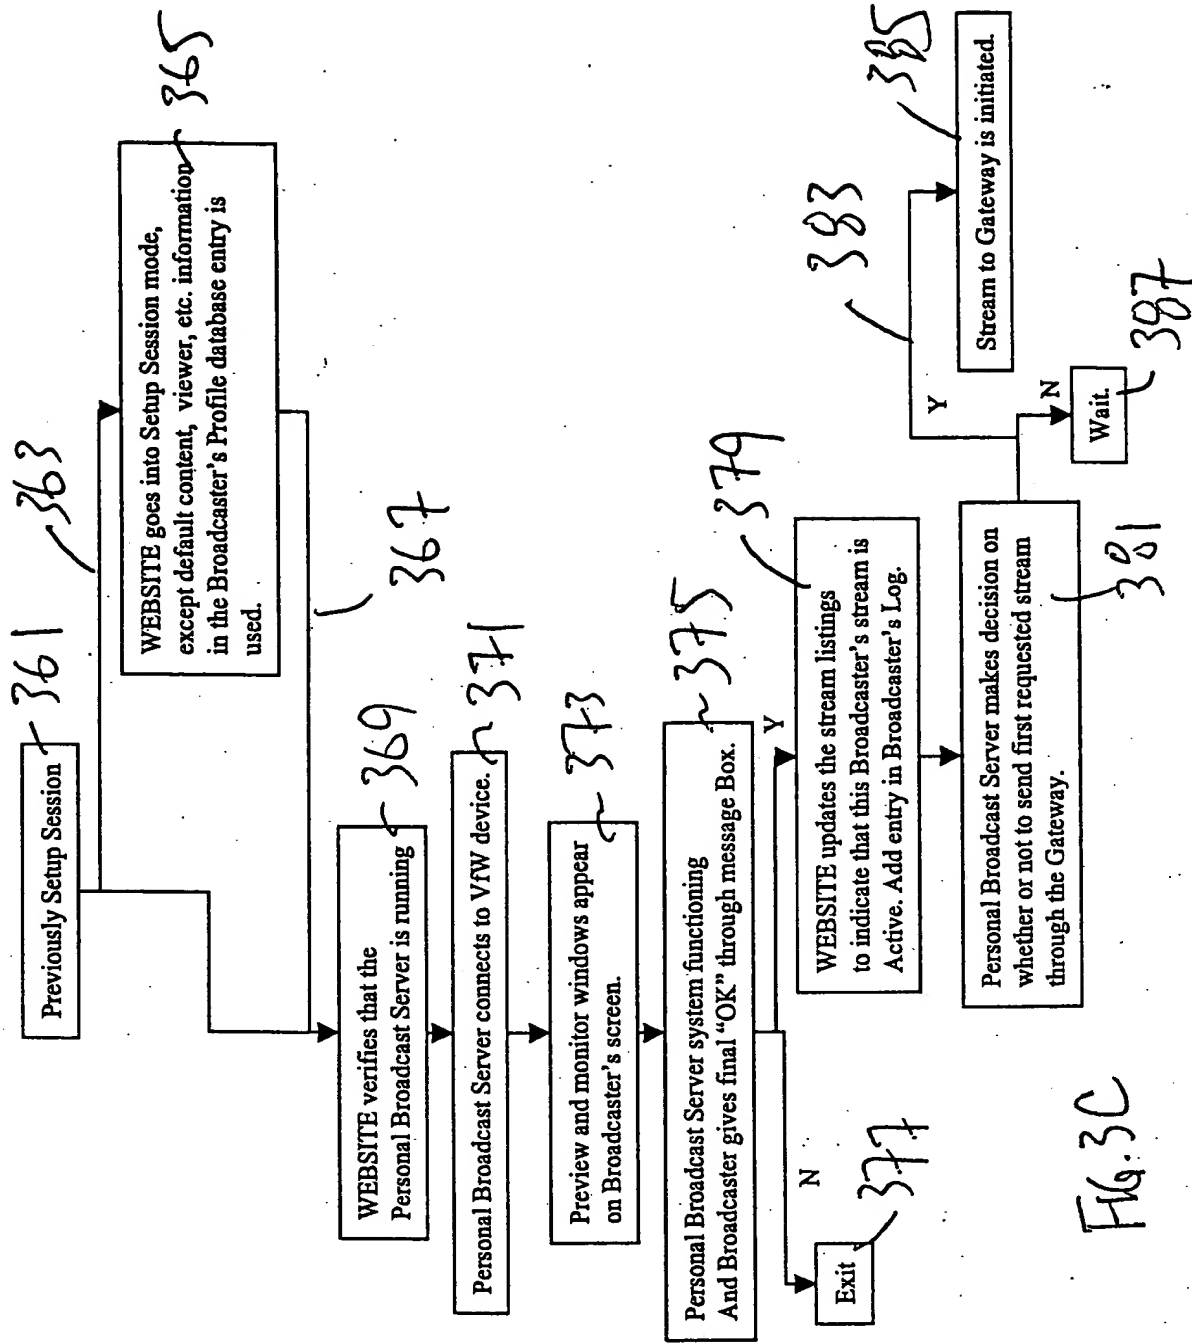 Previously Setup Session
361
363
WEBSITE goes into Setup Session mode,
except default content, viewer, etc. information
in the Broadcaster's Profile database entry is
used.
365
367
WEBSITE verifies that the
Personal Broadcast Server is running
369
Personal Broadcast Server connects to VfW device.
371
Preview and monitor windows appear
on Broadcaster's screen.
373
Personal Broadcast Server system functioning
And Broadcaster gives final "OK" through message Box.
375
N
Y
Exit
377
WEBSITE updates the stream listings
to indicate that this Broadcaster's stream is
Active. Add entry in Broadcaster's Log.
379
Personal Broadcast Server makes decision on
whether or not to send first requested stream
through the Gateway.
381
Y
383
N
Stream to Gateway is initiated.
385
Wait.
387
FIG. 3C